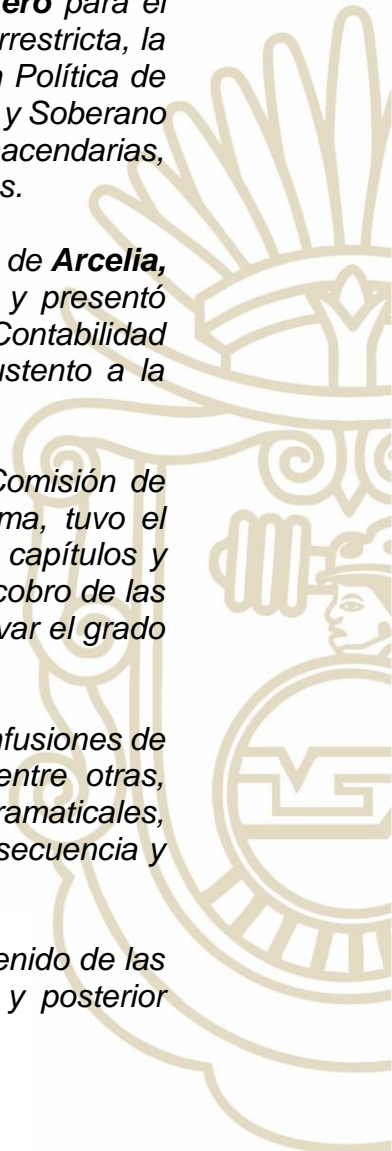 ero para el
rrestricta, la
Política de
y Soberano
acendarias,
s.
de Arcelia,
y presentó
Contabilidad
ustento a la
Comisión de
ma, tuvo el
capítulos y
cobro de las
var el grado
nfusiones de
entre otras,
ramaticales,
secuencia y
enido de las
y posterior